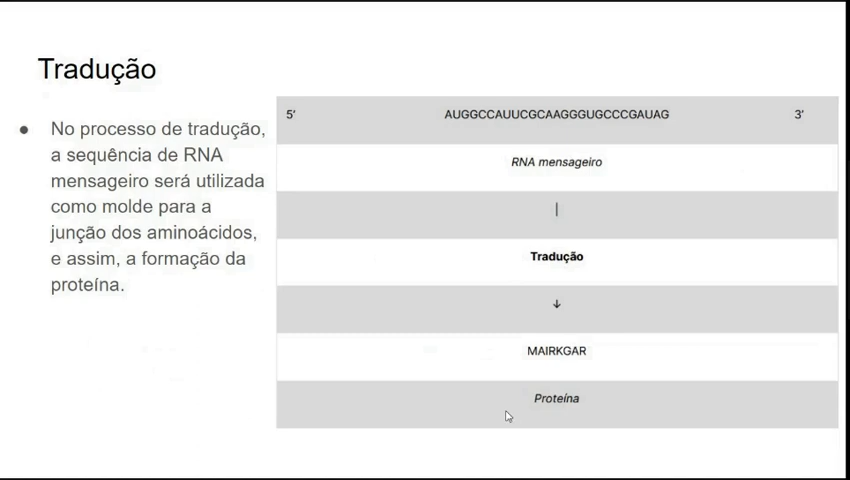 Tradução
● No processo de tradução,
a sequência de RNA
mensageiro será utilizada
como molde para a
junção dos aminoácidos,
e assim, a formação da
proteína.
5’ AUGGCCAUUCGCAAGGGUGCCCGAUAG 3’
RNA mensageiro
|
Tradução
↓
MAIRKGAR
Proteína